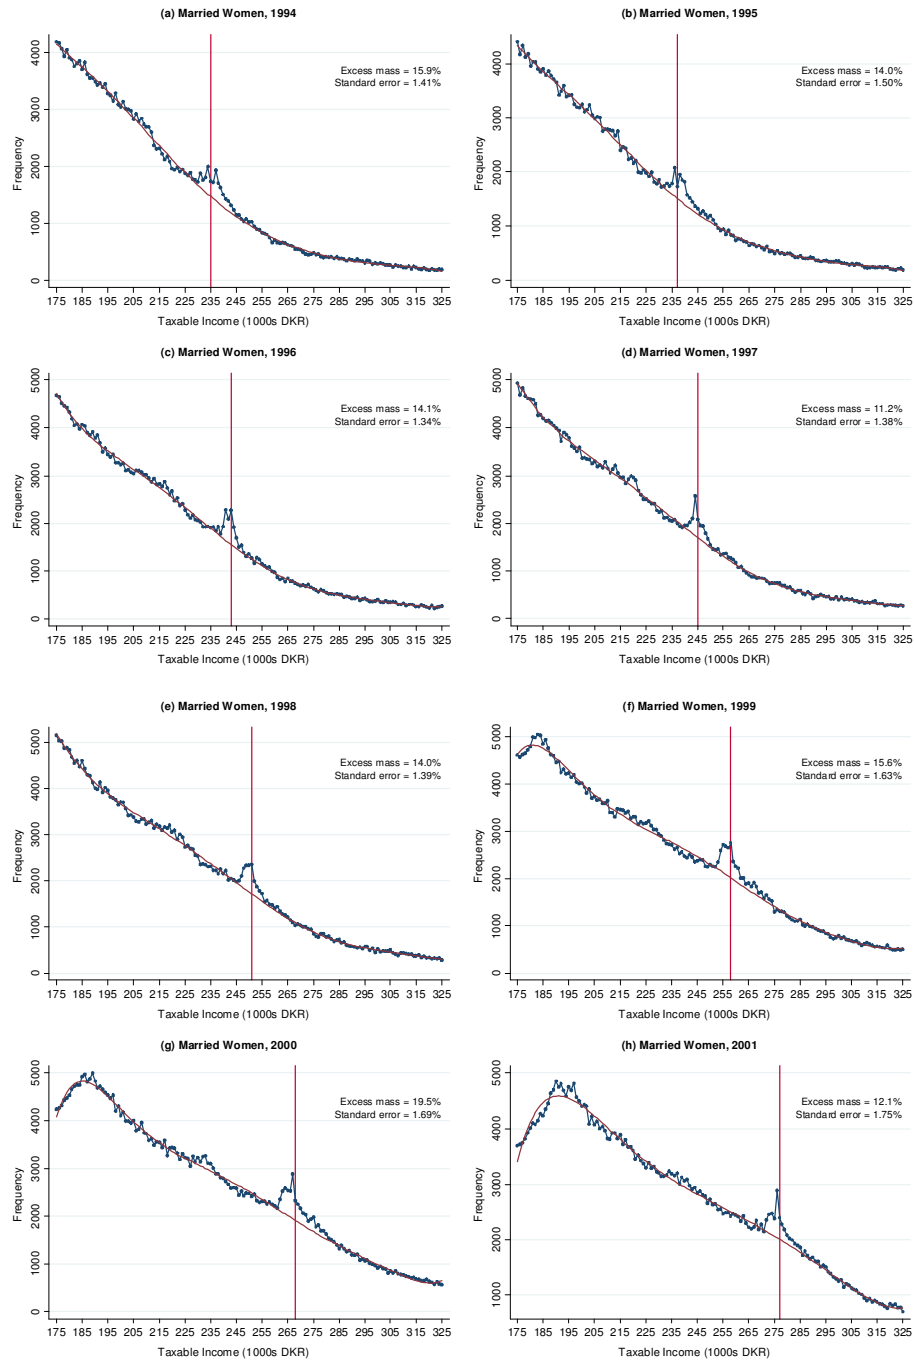 (a) Married Women, 1994
Excess mass = 15.9%
Standard error = 1.41%
Frequency
0 1000 2000 3000 4000
175 185 195 205 215 225 235 245 255 265 275 285 295 305 315 325
Taxable Income (1000s DKR)
(b) Married Women, 1995
Excess mass = 14.0%
Standard error = 1.50%
Frequency
0 1000 2000 3000 4000
175 185 195 205 215 225 235 245 255 265 275 285 295 305 315 325
Taxable Income (1000s DKR)
(c) Married Women, 1996
Excess mass = 14.1%
Standard error = 1.34%
Frequency
0 1000 2000 3000 4000 5000
175 185 195 205 215 225 235 245 255 265 275 285 295 305 315 325
Taxable Income (1000s DKR)
(d) Married Women, 1997
Excess mass = 11.2%
Standard error = 1.38%
Frequency
0 1000 2000 3000 4000 5000
175 185 195 205 215 225 235 245 255 265 275 285 295 305 315 325
Taxable Income (1000s DKR)
(e) Married Women, 1998
Excess mass = 14.0%
Standard error = 1.39%
Frequency
0 1000 2000 3000 4000 5000
175 185 195 205 215 225 235 245 255 265 275 285 295 305 315 325
Taxable Income (1000s DKR)
(f) Married Women, 1999
Excess mass = 15.6%
Standard error = 1.63%
Frequency
0 1000 2000 3000 4000 5000
175 185 195 205 215 225 235 245 255 265 275 285 295 305 315 325
Taxable Income (1000s DKR)
(g) Married Women, 2000
Excess mass = 19.5%
Standard error = 1.69%
Frequency
0 1000 2000 3000 4000 5000
175 185 195 205 215 225 235 245 255 265 275 285 295 305 315 325
Taxable Income (1000s DKR)
(h) Married Women, 2001
Excess mass = 12.1%
Standard error = 1.75%
Frequency
1000 2000 3000 4000 5000
175 185 195 205 215 225 235 245 255 265 275 285 295 305 315 325
Taxable Income (1000s DKR)